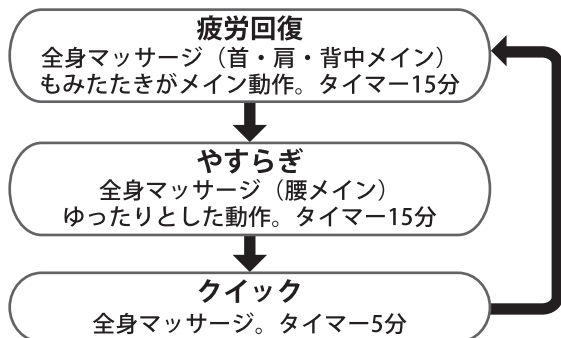 疲労回復
全身マッサージ（首・肩・背中メイン）
もみたたきがメイン動作。タイマー15分
やすらぎ
全身マッサージ（腰メイン）
ゆったりとした動作。タイマー15分
クイック
全身マッサージ。タイマー5分